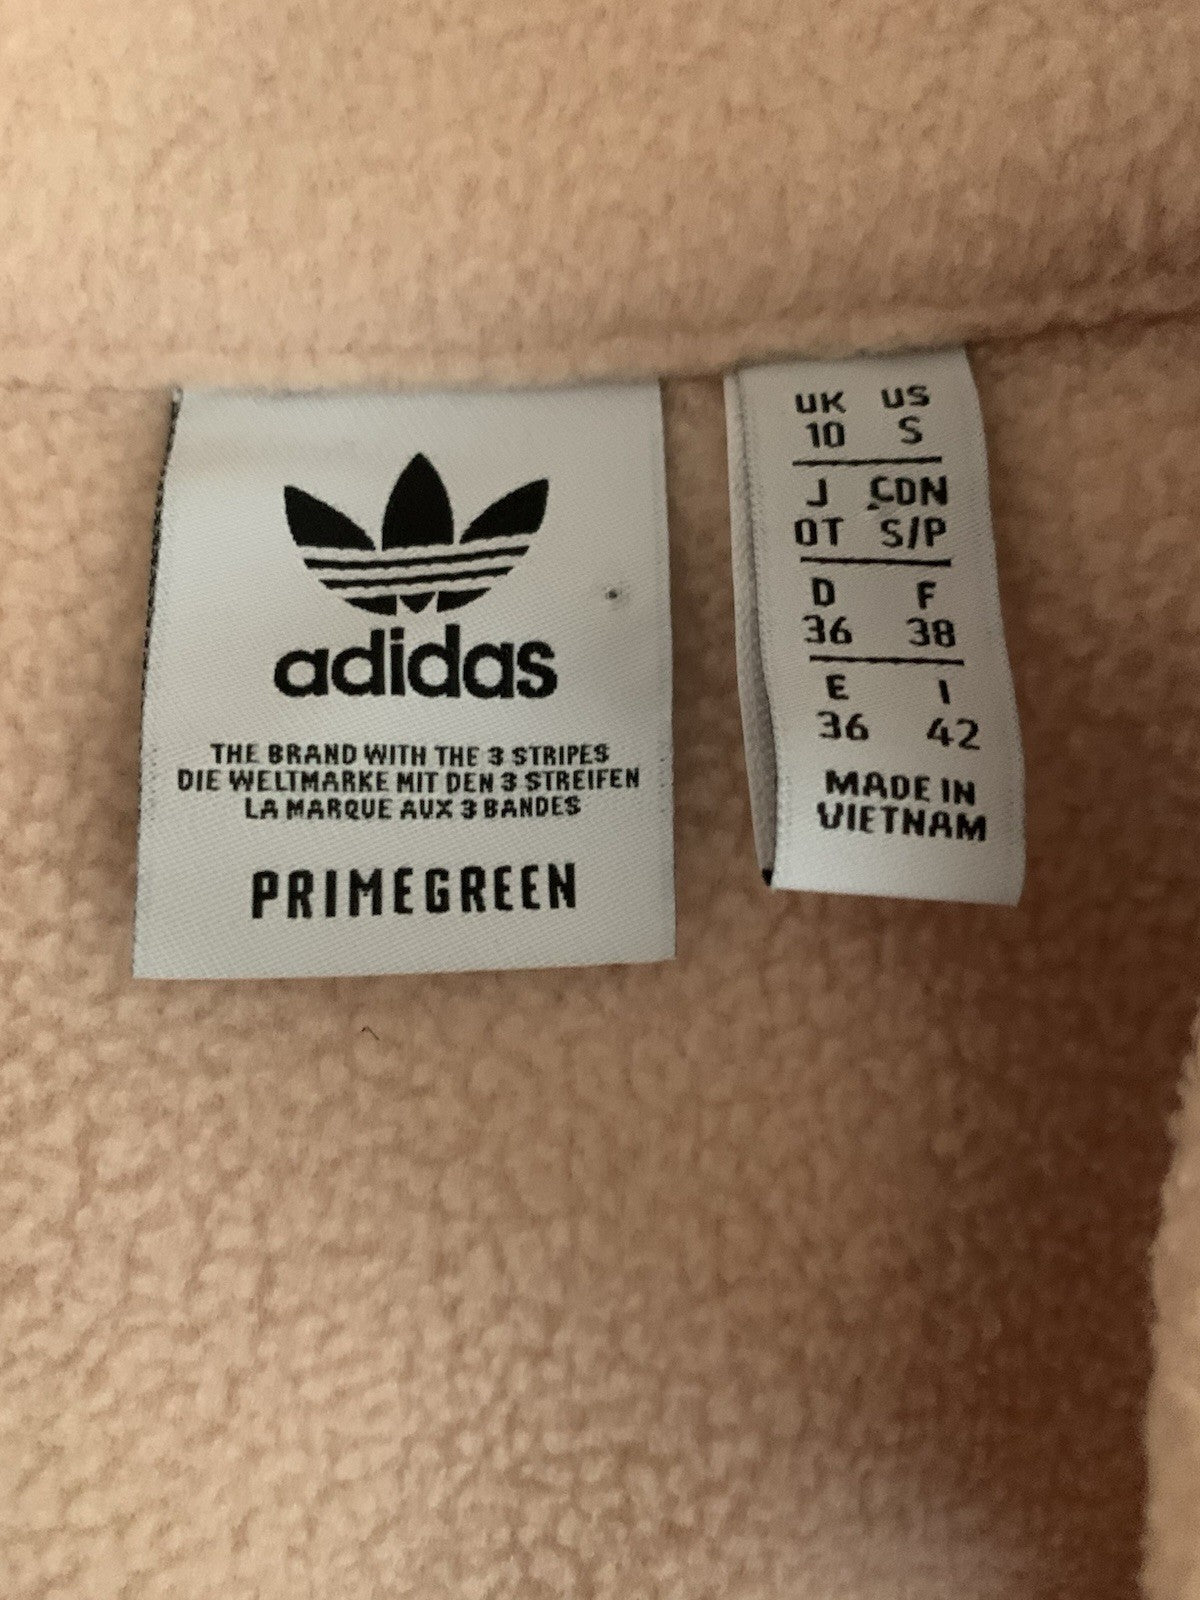 adidas
THE BRAND WITH THE 3 STRIPES
DIE WELTMARKE MIT DEN 3 STREIFEN
LA MARQUE AUX 3 BANDES
PRIMEGREEN
UK US
10 S
J CDN
OT S/P
D F
36 38
E I
36 42
MADE IN
VIETNAM